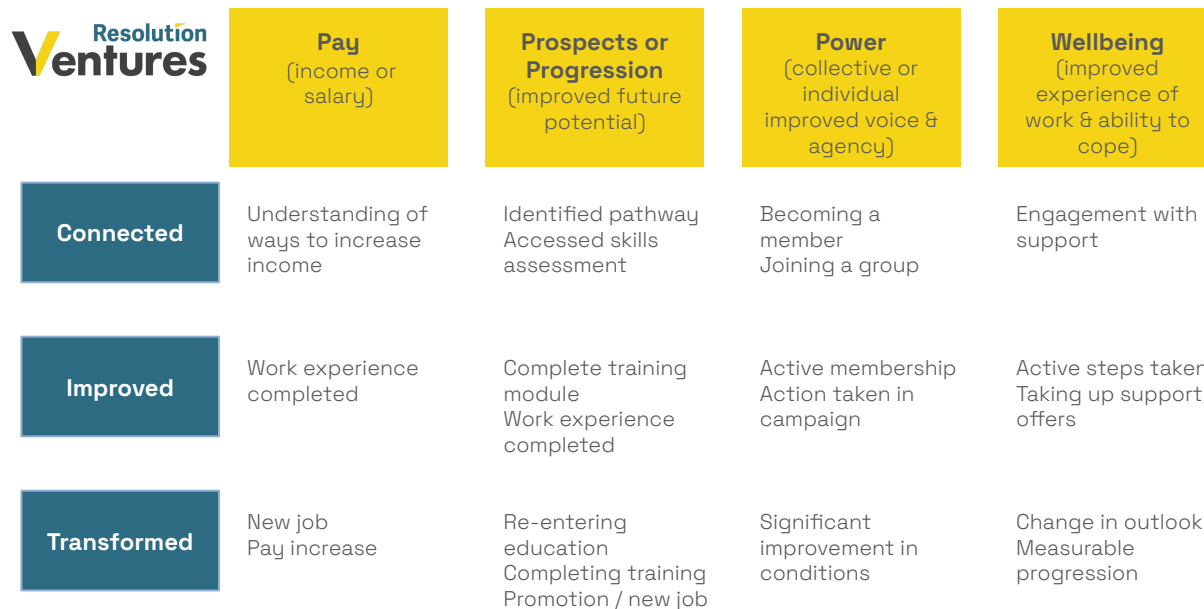 Resolution
Ventures
Pay
(income or
salary)
Prospects or
Progression
(improved future
potential)
Power
(collective or
individual
improved voice &
agency)
Wellbeing
(improved
experience of
work & ability to
cope)
Connected
Understanding of
ways to increase
income
Identified pathway
Accessed skills
assessment
Becoming a
member
Joining a group
Engagement with
support
Improved
Work experience
completed
Complete training
module
Work experience
completed
Active membership
Action taken in
campaign
Active steps taken
Taking up support
offers
Transformed
New job
Pay increase
Re-entering
education
Completing training
Promotion / new job
Significant
improvement in
conditions
Change in outlook
Measurable
progression